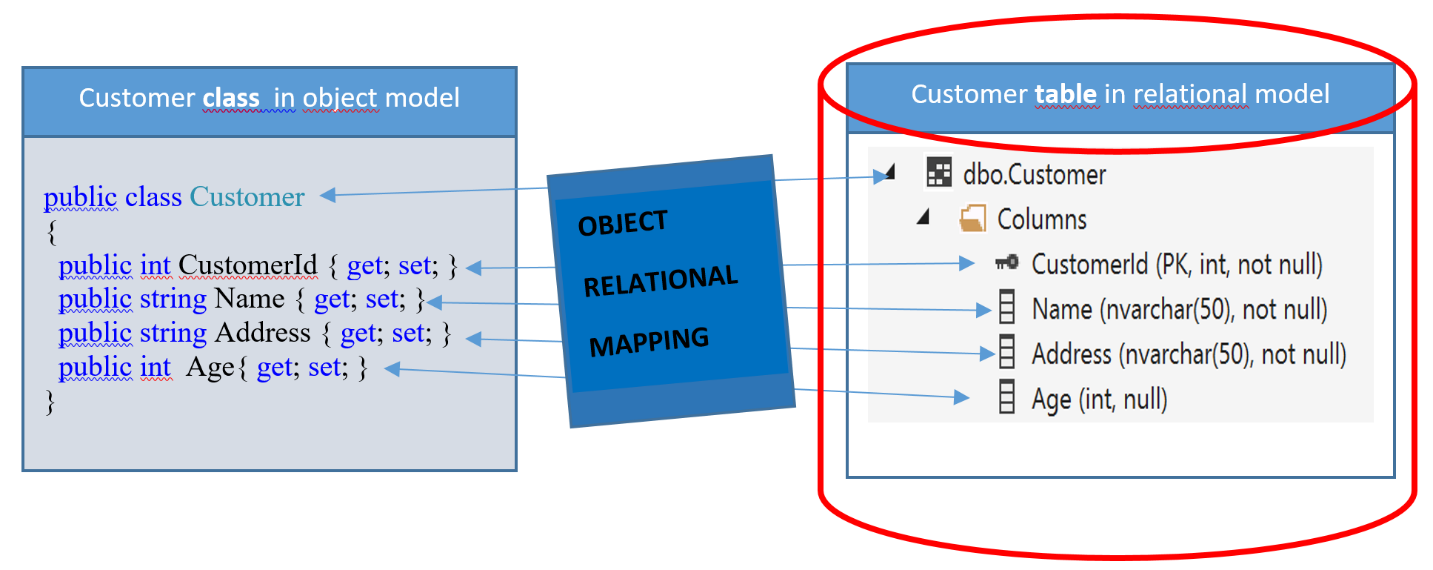 Customer class in object model
public class Customer
{
public int CustomerId { get; set; }
public string Name { get; set; }
public string Address { get; set; }
public int Age{ get; set; }
}
OBJECT
RELATIONAL
MAPPING
Customer table in relational model
dbo.Customer
Columns
CustomerId (PK, int, not null)
Name (nvarchar(50), not null)
Address (nvarchar(50), not null)
Age (int, null)